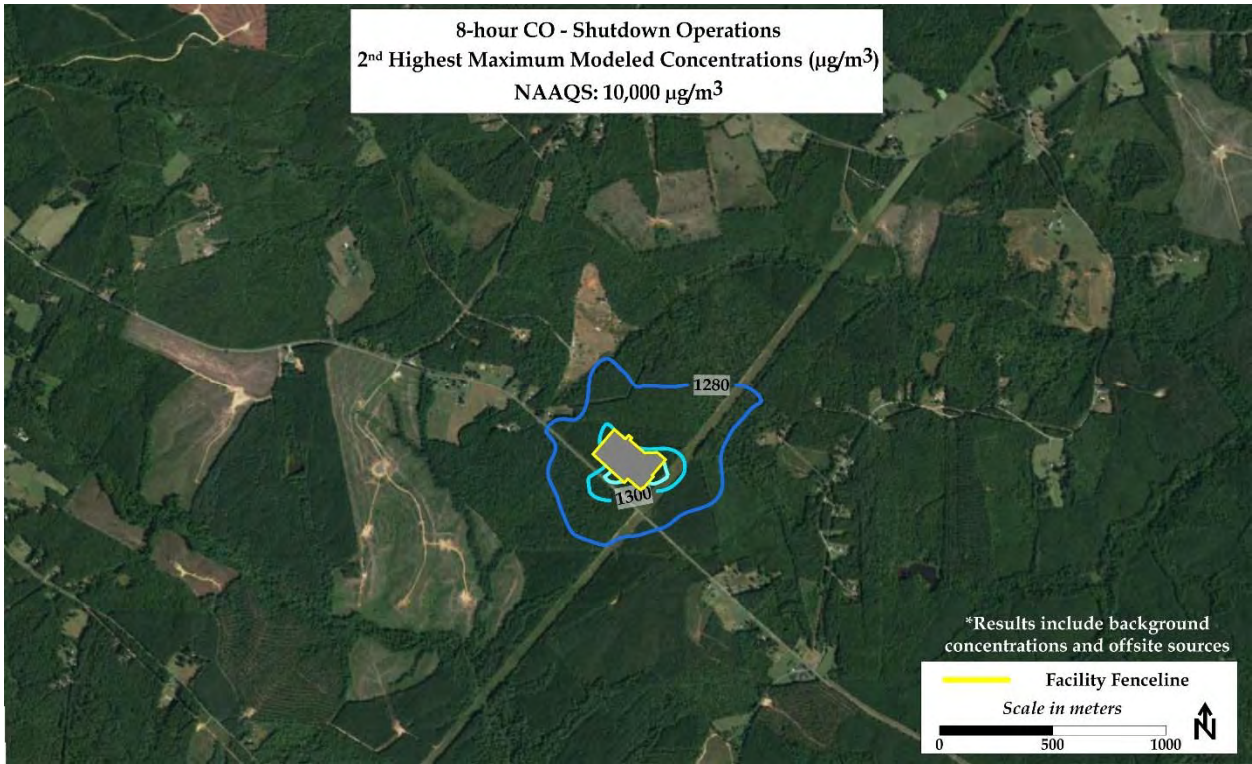 8-hour CO - Shutdown Operations
2nd Highest Maximum Modeled Concentrations (µg/m³)
NAAQS: 10,000 µg/m³
1280
1300
*Results include background
concentrations and offsite sources
Facility Fenceline
Scale in meters
N
0 500 1000